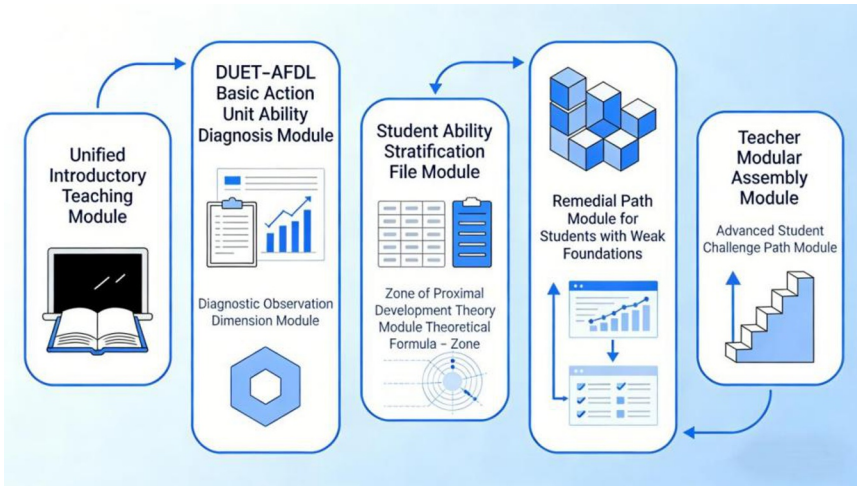 Unified
Introductory
Teaching
Module
DUET-AFDL
Basic Action
Unit Ability
Diagnosis Module
Diagnostic Observation
Dimension Module
Student Ability
Stratification
File Module
Zone of Proximal
Development Theory
Module Theoretical
Formula – Zone
Remedial Path
Module for
Students with Weak
Foundations
Teacher
Modular
Assembly
Module
Advanced Student
Challenge Path Module